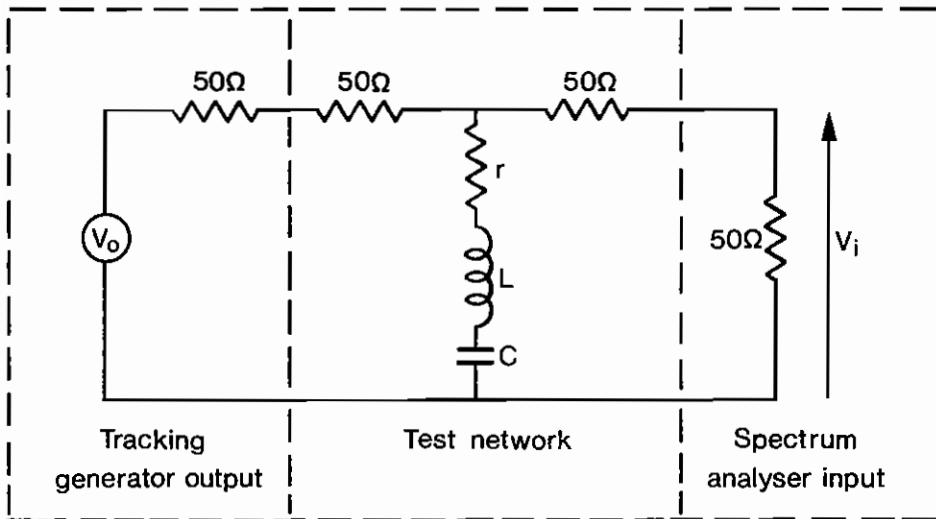 50Ω
50Ω
50Ω
r
V₀
L
50Ω
Vᵢ
C
Tracking
generator output
Test network
Spectrum
analyser input